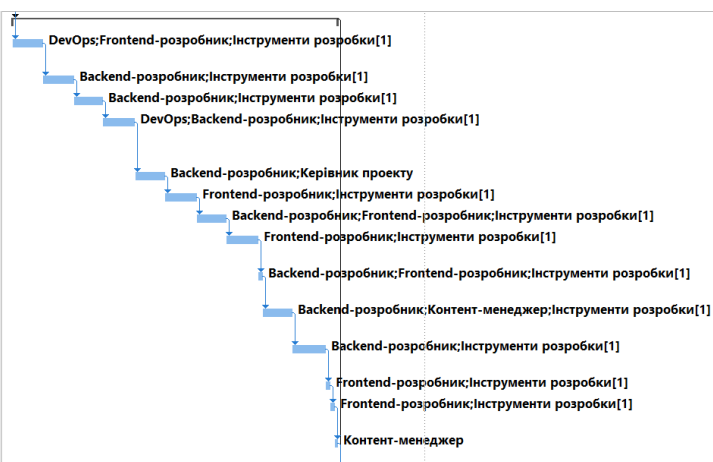 DevOps;Frontend-розробник;Інструменти розробки[1]
Backend-розробник;Інструменти розробки[1]
Backend-розробник;Інструменти розробки[1]
DevOps;Backend-розробник;Інструменти розробки[1]
Backend-розробник;Керівник проекту
Frontend-розробник;Інструменти розробки[1]
Backend-розробник;Frontend-розробник;Інструменти розробки[1]
Frontend-розробник;Інструменти розробки[1]
Backend-розробник;Frontend-розробник;Інструменти розробки[1]
Backend-розробник;Контент-менеджер;Інструменти розробки[1]
Backend-розробник;Інструменти розробки[1]
Frontend-розробник;Інструменти розробки[1]
Frontend-розробник;Інструменти розробки[1]
Контент-менеджер